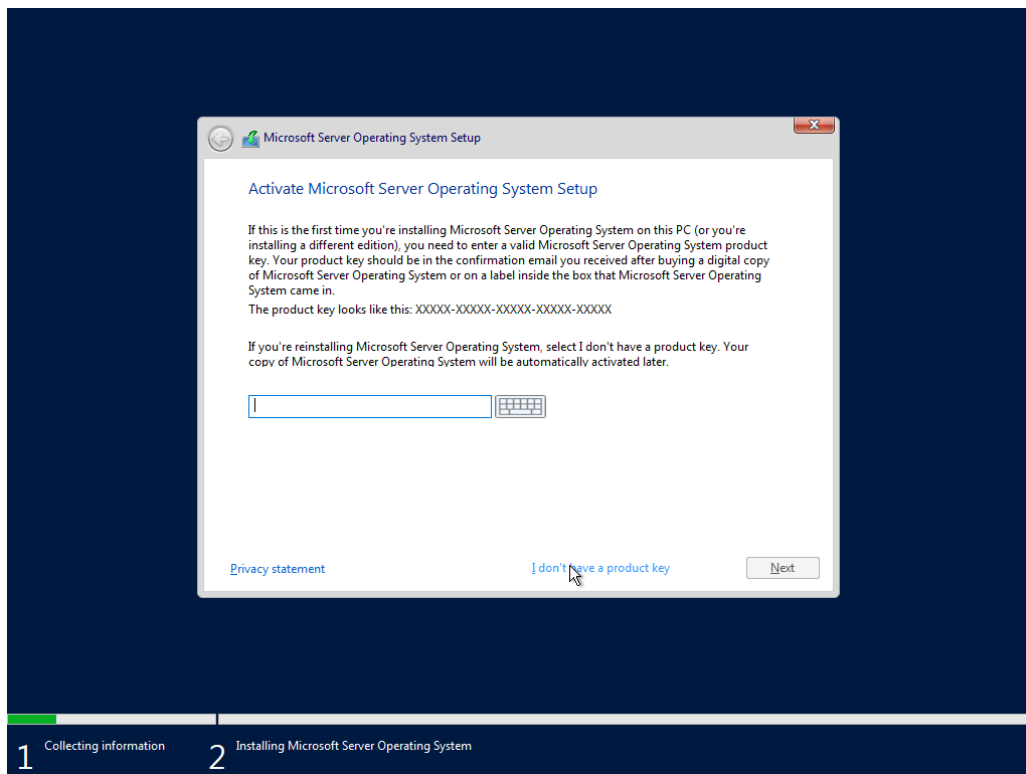 Microsoft Server Operating System Setup
Activate Microsoft Server Operating System Setup
If this is the first time you're installing Microsoft Server Operating System on this PC (or you're
installing a different edition), you need to enter a valid Microsoft Server Operating System product
key. Your product key should be in the confirmation email you received after buying a digital copy
of Microsoft Server Operating System or on a label inside the box that Microsoft Server Operating
System came in.
The product key looks like this: XXXXX-XXXXX-XXXXX-XXXXX-XXXXX
If you're reinstalling Microsoft Server Operating System, select I don't have a product key. Your
copy of Microsoft Server Operating System will be automatically activated later.
Privacy statement
I don't have a product key
Next
1 Collecting information
2 Installing Microsoft Server Operating System